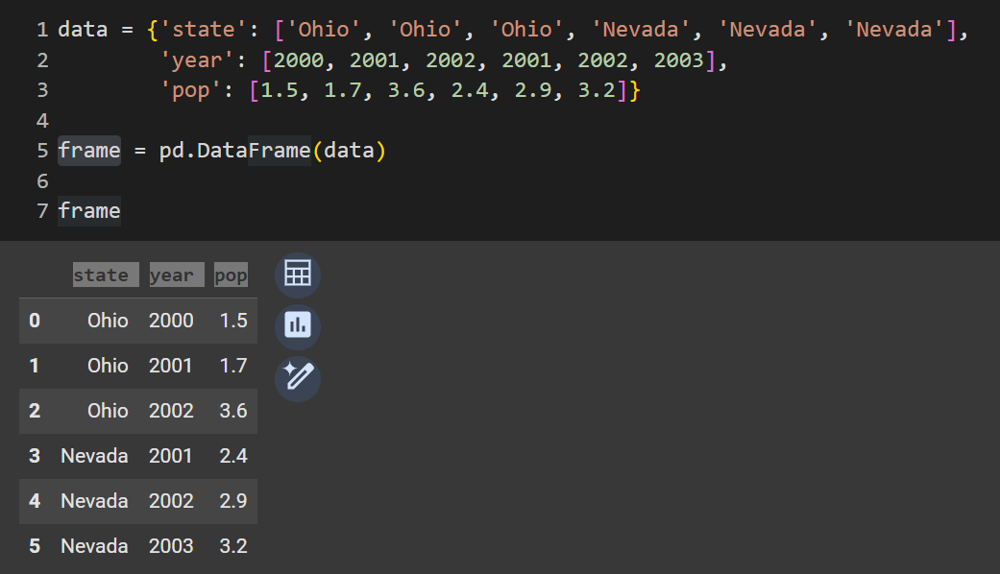 1 data = {'state': ['Ohio', 'Ohio', 'Ohio', 'Nevada', 'Nevada', 'Nevada'],
2         'year': [2000, 2001, 2002, 2001, 2002, 2003],
3         'pop': [1.5, 1.7, 3.6, 2.4, 2.9, 3.2]}
4
5 frame = pd.DataFrame(data)
6
7 frame
state year pop
0 Ohio 2000 1.5
1 Ohio 2001 1.7
2 Ohio 2002 3.6
3 Nevada 2001 2.4
4 Nevada 2002 2.9
5 Nevada 2003 3.2